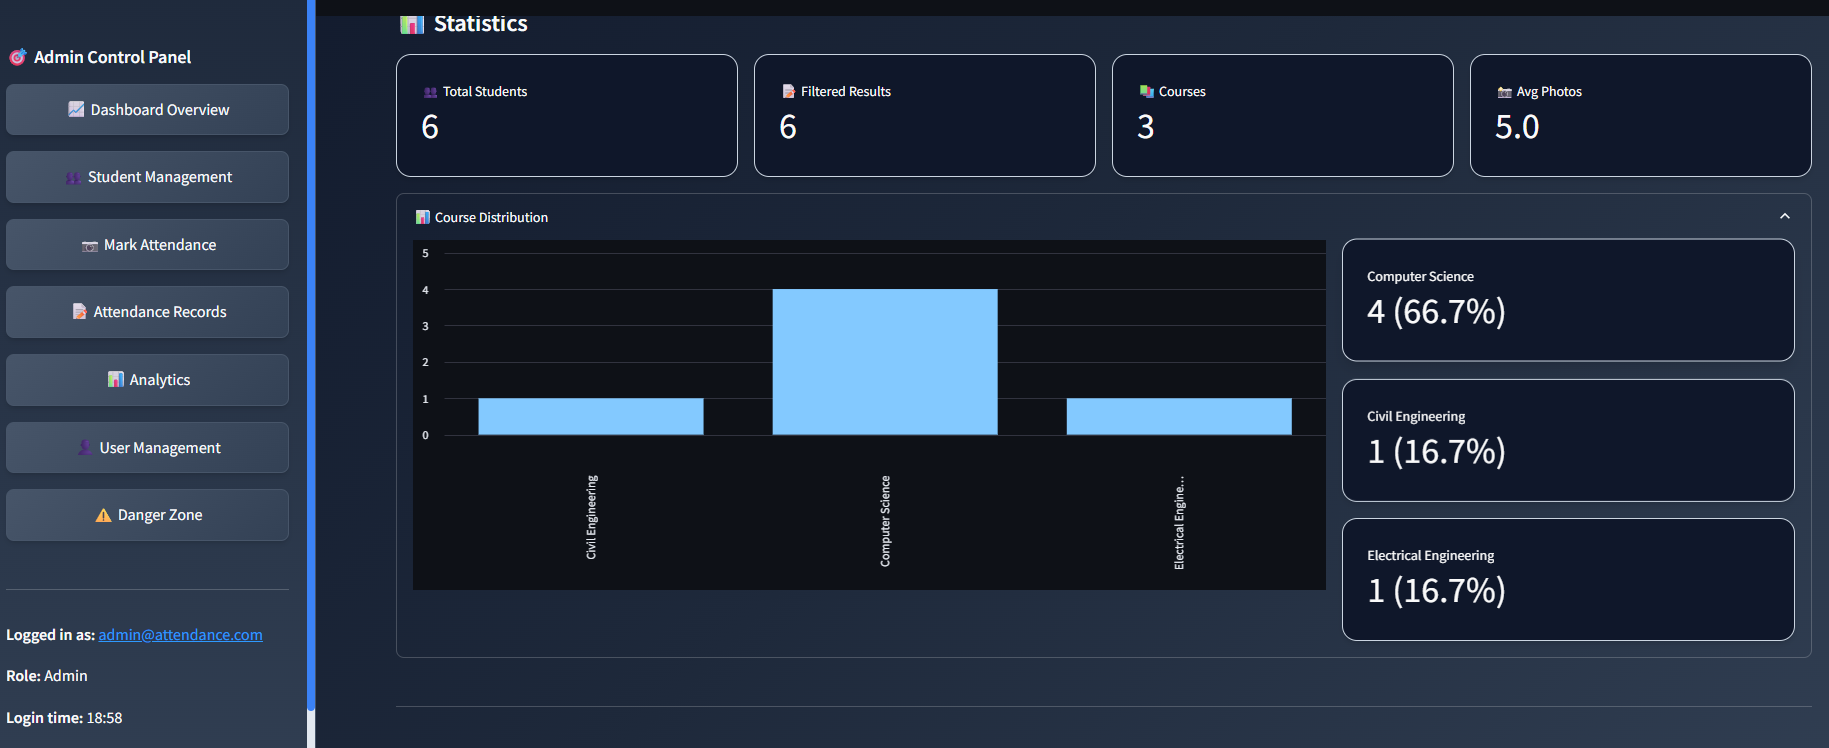 🎯 Admin Control Panel
📈 Dashboard Overview
👥 Student Management
📷 Mark Attendance
📝 Attendance Records
📊 Analytics
👤 User Management
⚠️ Danger Zone
Logged in as: admin@attendance.com
Role: Admin
Login time: 18:58
📊 Statistics
👥 Total Students
6
📝 Filtered Results
6
📚 Courses
3
📸 Avg Photos
5.0
📊 Course Distribution
5
4
3
2
1
0
Civil Engineering
Computer Science
Electrical Engine...
Computer Science
4 (66.7%)
Civil Engineering
1 (16.7%)
Electrical Engineering
1 (16.7%)